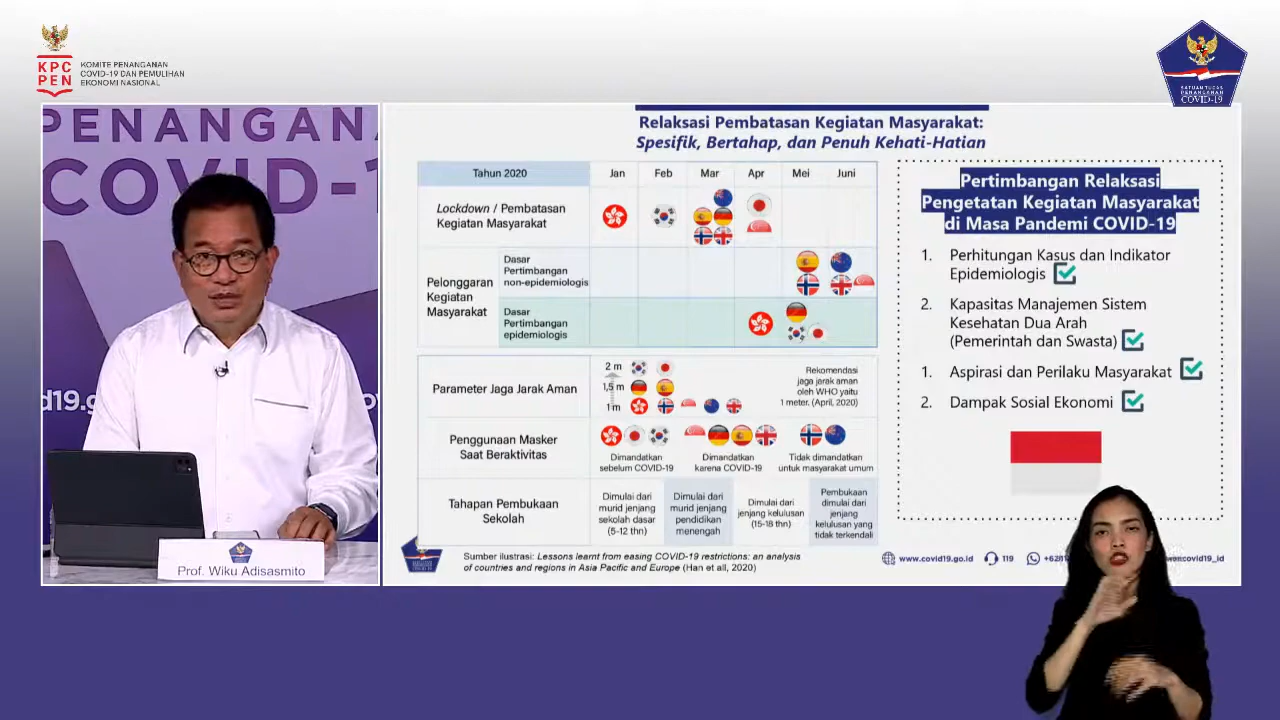 KPC
PEN
KOMITE PENANGANAN
COVID-19 DAN PEMULIHAN
EKONOMI NASIONAL
SATUAN TUGAS
PENANGANAN
COVID-19
PENANGANA
COVID-1
d19.g
Prof. Wiku Adisasmito
Relaksasi Pembatasan Kegiatan Masyarakat:
Spesifik, Bertahap, dan Penuh Kehati-Hatian
Tahun 2020
Jan
Feb
Mar
Apr
Mei
Juni
Lockdown / Pembatasan
Kegiatan Masyarakat
Pelonggaran
Kegiatan
Masyarakat
Dasar
Pertimbangan
non-epidemiologis
Dasar
Pertimbangan
epidemiologis
Parameter Jaga Jarak Aman
2 m
1,5 m
1 m
Rekomendasi
jaga jarak aman
oleh WHO yaitu
1 meter. (April, 2020)
Penggunaan Masker
Saat Beraktivitas
Dimandatkan
sebelum COVID-19
Dimandatkan
karena COVID-19
Tidak dimandatkan
untuk masyarakat umum
Tahapan Pembukaan
Sekolah
Dimulai dari
murid jenjang
sekolah dasar
(5-12 thn)
Dimulai dari
murid jenjang
pendidikan
menengah
Dimulai dari
jenjang kelulusan
(15-18 thn)
Pembukaan
dimulai dari
jenjang
kelulusan yang
tidak terkendali
Sumber ilustrasi: Lessons learnt from easing COVID-19 restrictions: an analysis
of countries and regions in Asia Pacific and Europe (Han et all, 2020)
Pertimbangan Relaksasi
Pengetatan Kegiatan Masyarakat
di Masa Pandemi COVID-19
1. Perhitungan Kasus dan Indikator
Epidemiologis
2. Kapasitas Manajemen Sistem
Kesehatan Dua Arah
(Pemerintah dan Swasta)
1. Aspirasi dan Perilaku Masyarakat
2. Dampak Sosial Ekonomi
www.covid19.go.id
119
+628
covid19_id